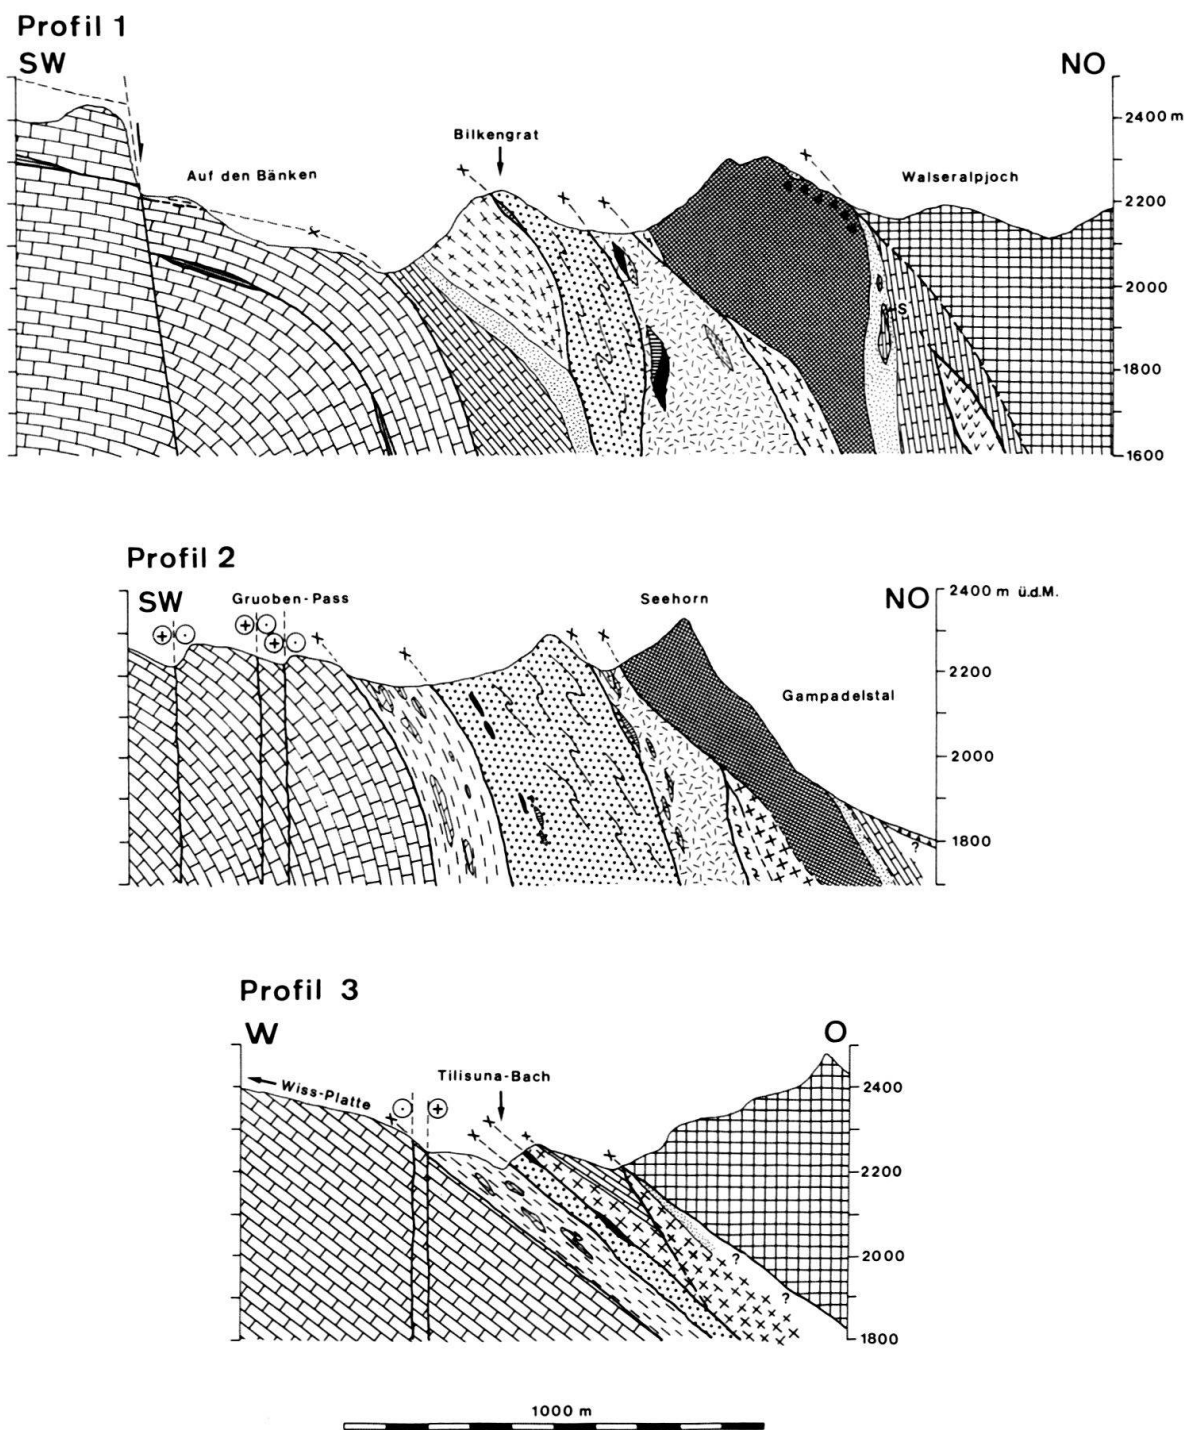 Profil 1
SW
NO
2400 m
Bilkengrat
Auf den Bänken
Walseralpjoch
2200
2000
S
1800
1600
Profil 2
SW
Gruoben-Pass
Seehorn
NO
2400 m ü.d.M.
2200
Gampadelstal
2000
1800
?
Profil 3
W
O
Tilisuna-Bach
Wiss-Platte
2400
2200
2000
?
?
1800
1000 m